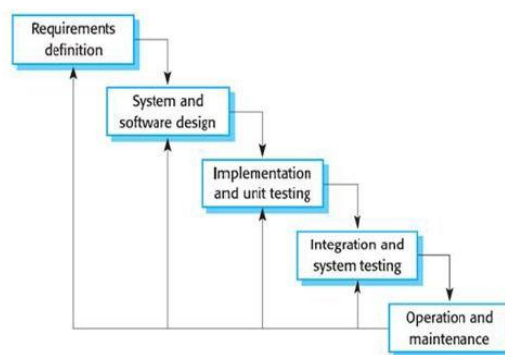 Requirements
definition
System and
software design
Implementation
and unit testing
Integration and
system testing
Operation and
maintenance